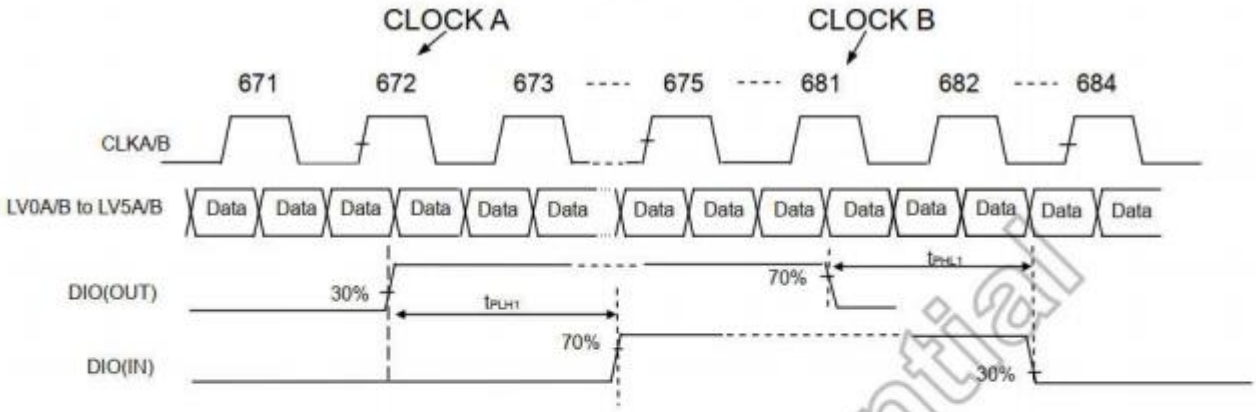 CLOCK A CLOCK B
671 672 673 ---- 675 ---- 681 682 ---- 684
CLKA/B
LV0A/B to LV5A/B Data Data Data Data Data Data Data Data Data Data Data Data Data Data
DIO(OUT) 30% tPLH1 70% tPHL1
DIO(IN) 70% 30%
ntial